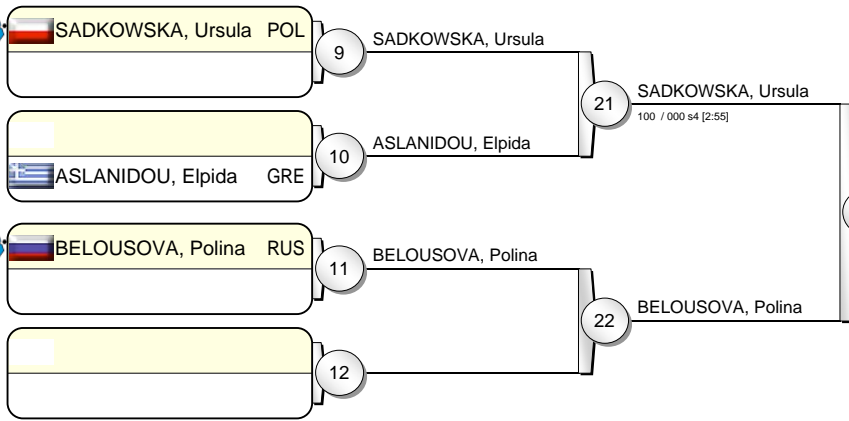 SADKOWSKA, Ursula POL
9
SADKOWSKA, Ursula
21
SADKOWSKA, Ursula
100 / 000 s4 [2:55]
10
ASLANIDOU, Elpida
ASLANIDOU, Elpida GRE
BELOUSOVA, Polina RUS
11
BELOUSOVA, Polina
22
BELOUSOVA, Polina
12